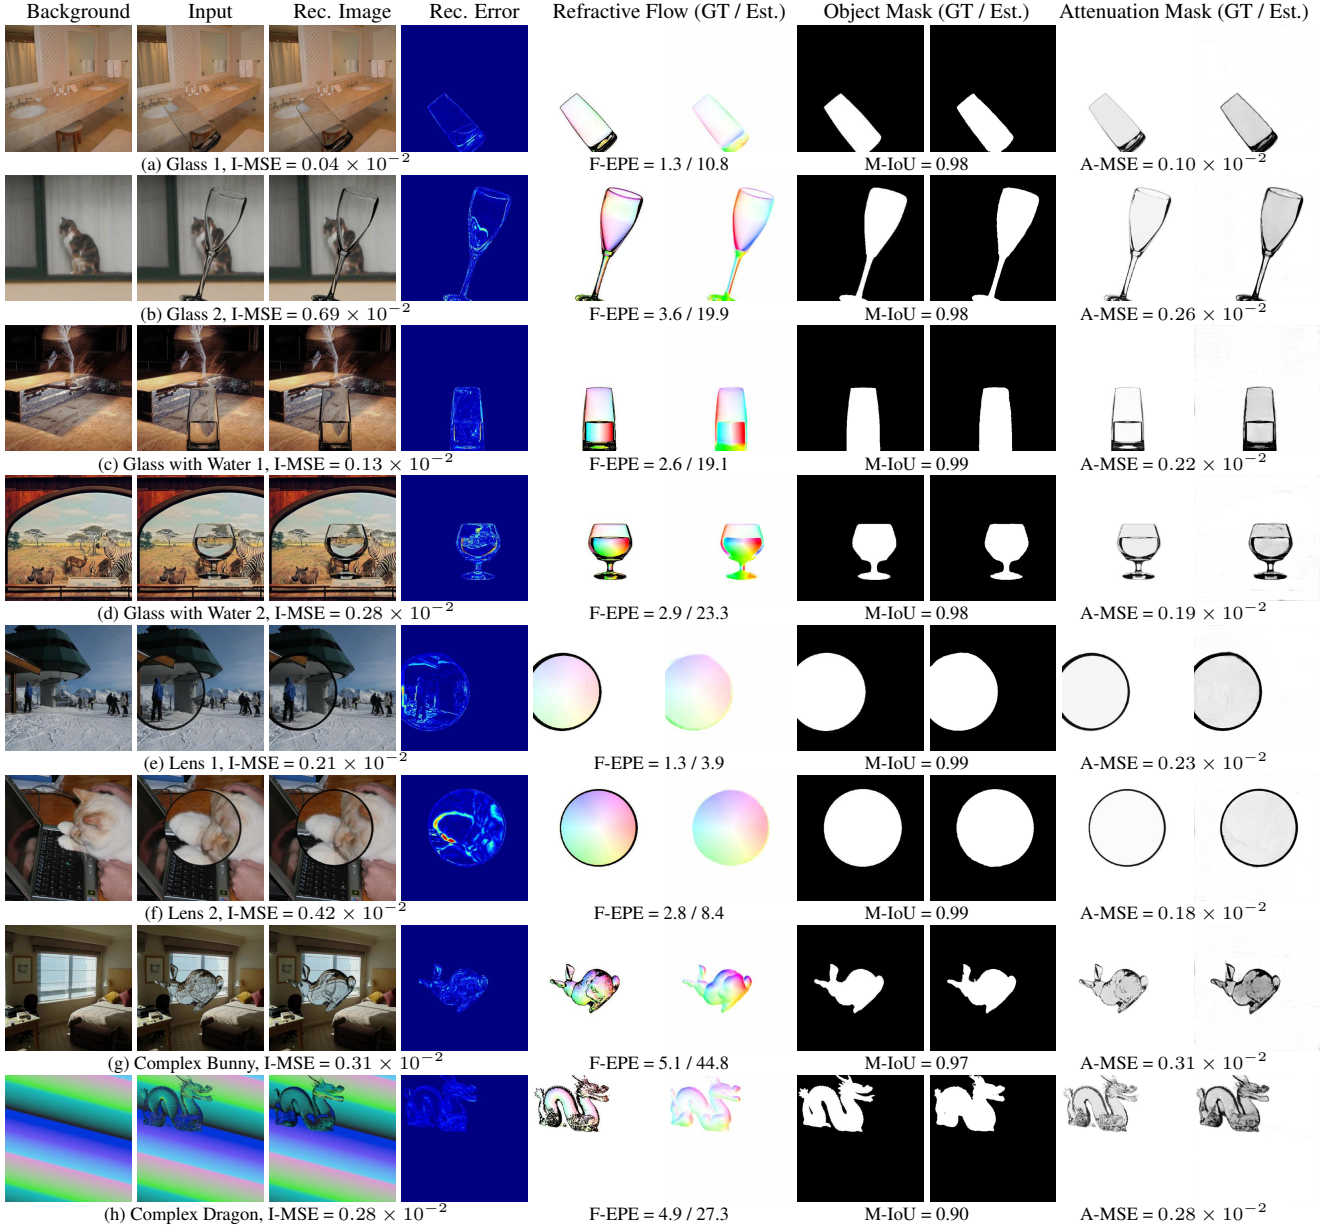 Background Input Rec. Image Rec. Error Refractive Flow (GT / Est.) Object Mask (GT / Est.) Attenuation Mask (GT / Est.)
(a) Glass 1, I-MSE = 0.04 × 10⁻² F-EPE = 1.3 / 10.8 M-IoU = 0.98 A-MSE = 0.10 × 10⁻²
(b) Glass 2, I-MSE = 0.69 × 10⁻² F-EPE = 3.6 / 19.9 M-IoU = 0.98 A-MSE = 0.26 × 10⁻²
(c) Glass with Water 1, I-MSE = 0.13 × 10⁻² F-EPE = 2.6 / 19.1 M-IoU = 0.99 A-MSE = 0.22 × 10⁻²
(d) Glass with Water 2, I-MSE = 0.28 × 10⁻² F-EPE = 2.9 / 23.3 M-IoU = 0.98 A-MSE = 0.19 × 10⁻²
(e) Lens 1, I-MSE = 0.21 × 10⁻² F-EPE = 1.3 / 3.9 M-IoU = 0.99 A-MSE = 0.23 × 10⁻²
(f) Lens 2, I-MSE = 0.42 × 10⁻² F-EPE = 2.8 / 8.4 M-IoU = 0.99 A-MSE = 0.18 × 10⁻²
(g) Complex Bunny, I-MSE = 0.31 × 10⁻² F-EPE = 5.1 / 44.8 M-IoU = 0.97 A-MSE = 0.31 × 10⁻²
(h) Complex Dragon, I-MSE = 0.28 × 10⁻² F-EPE = 4.9 / 27.3 M-IoU = 0.90 A-MSE = 0.28 × 10⁻²